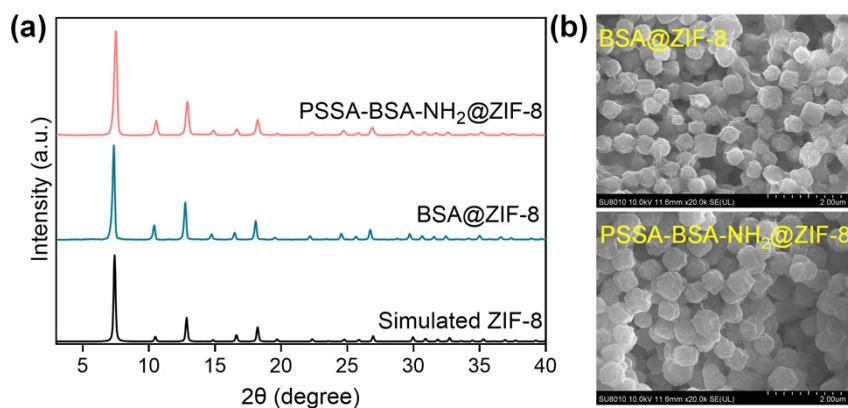 (a)
Intensity (a.u.)
PSSA-BSA-NH₂@ZIF-8
BSA@ZIF-8
Simulated ZIF-8
5 10 15 20 25 30 35 40
2θ (degree)
(b)
BSA@ZIF-8
SU8010 10.0kV 11.6mm x20.0k SE(UL) 2.00um
PSSA-BSA-NH₂@ZIF-8
SU8010 10.0kV 11.6mm x20.0k SE(UL) 2.00um